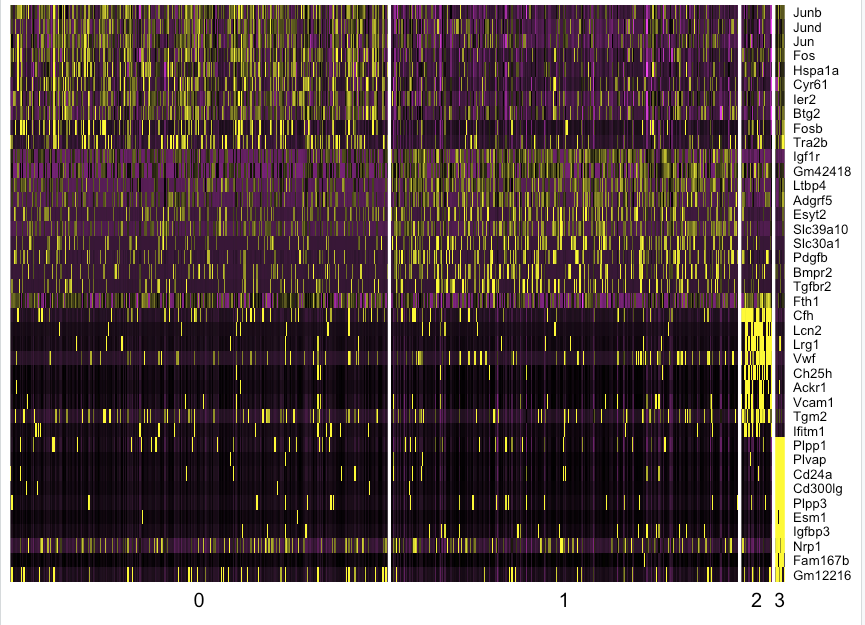 Junb
Jund
Jun
Fos
Hspa1a
Cyr61
Ier2
Btg2
Fosb
Tra2b
Igf1r
Gm42418
Ltbp4
Adgrf5
Esyt2
Slc39a10
Slc30a1
Pdgfb
Bmpr2
Tgfbr2
Fth1
Cfh
Lcn2
Lrg1
Vwf
Ch25h
Ackr1
Vcam1
Tgm2
Ifitm1
Plpp1
Plvap
Cd24a
Cd300lg
Plpp3
Esm1
Igfbp3
Nrp1
Fam167b
Gm12216
0 1 2 3